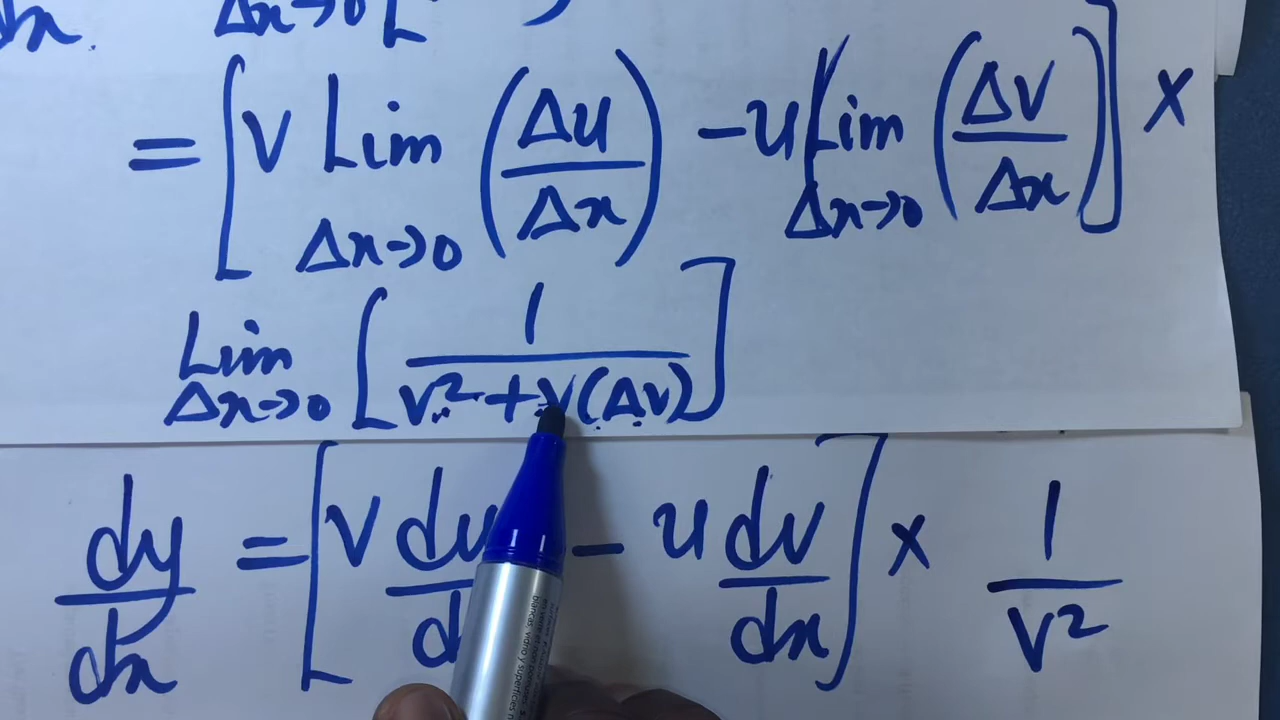 dx. Δx→0 [
= [ V Lim Δx→0 (Δu/Δx) - u Lim Δx→0 (Δv/Δx) ] ×
Lim Δx→0 [ 1/(V² + V(Δv)) ]
dy/dx = [ V du/d - u dv/dx ] × 1/V²